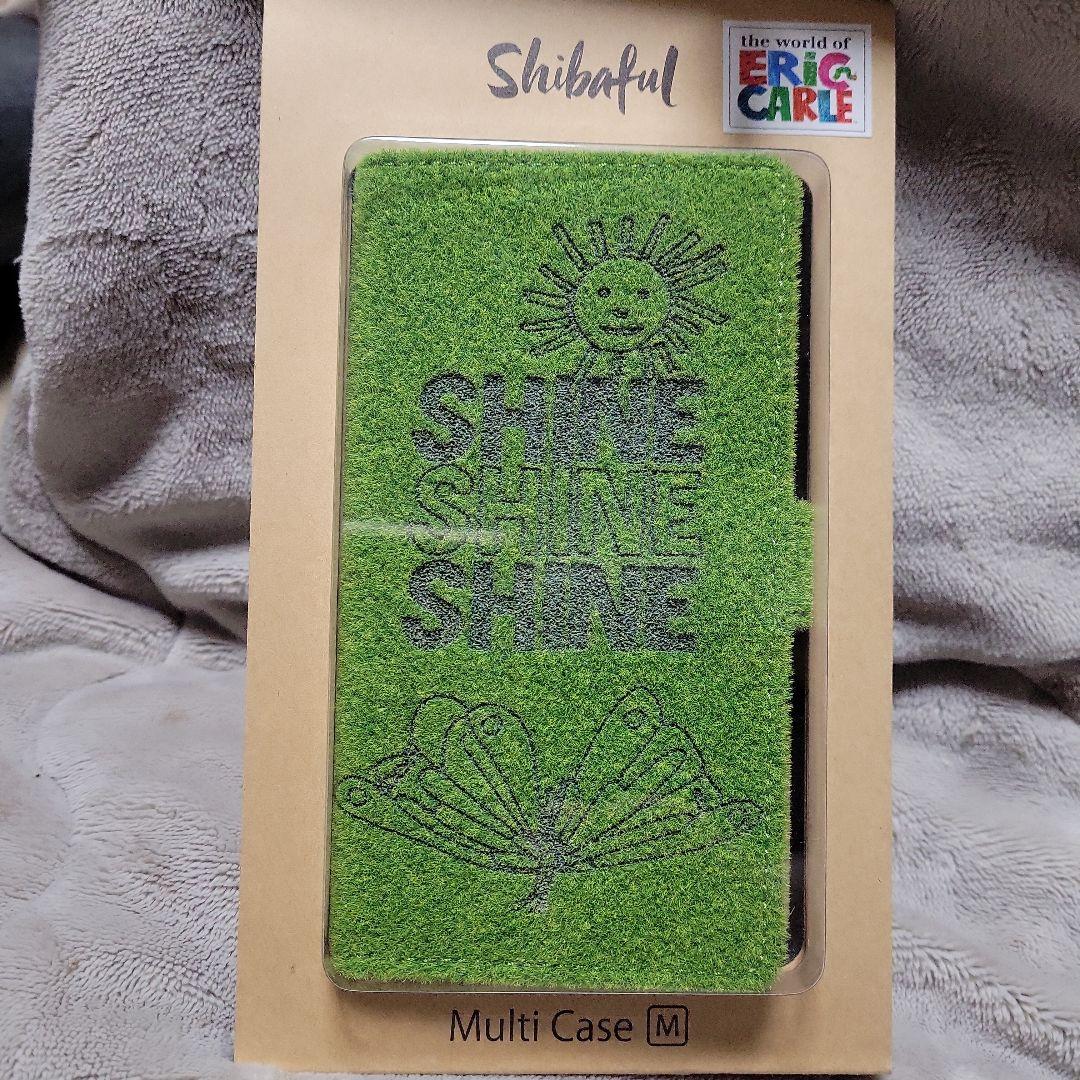 Shibaful
the world of
ERiC
CARLE
SHINE
SHINE
SHINE
Multi Case M